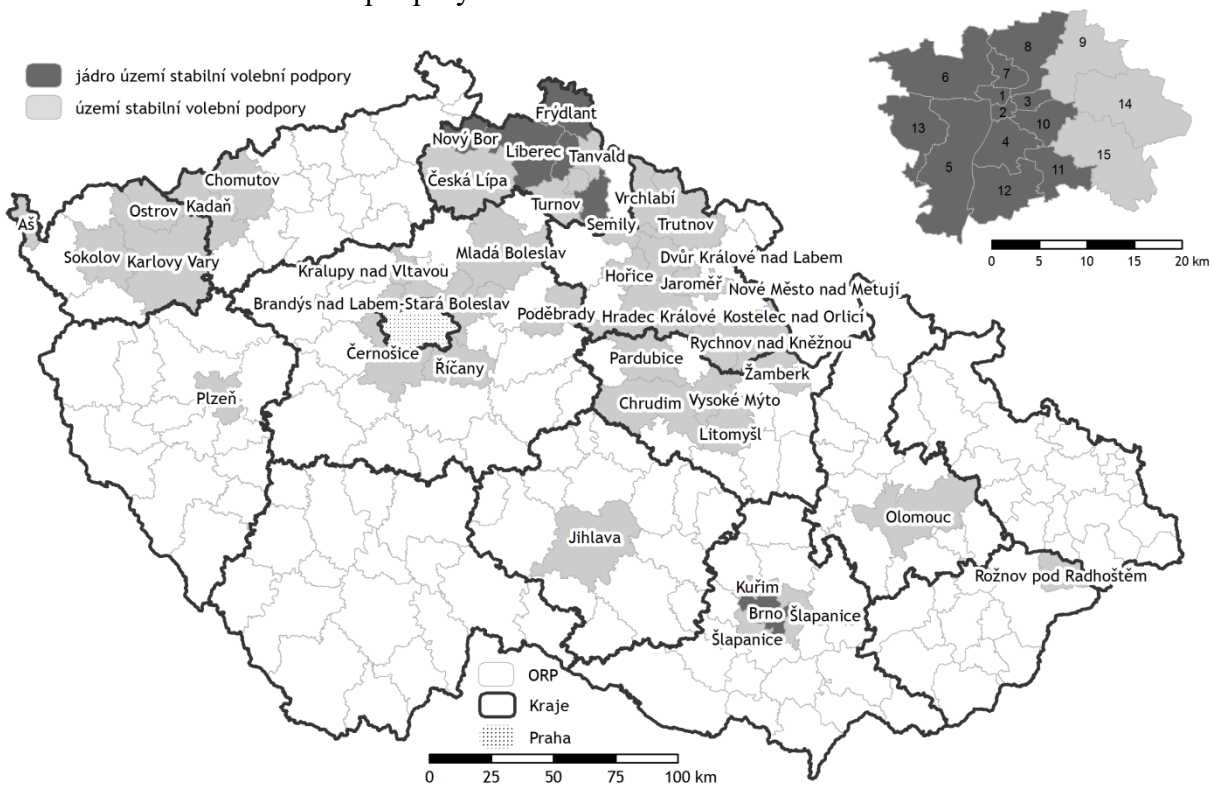 jádro území stabilní volební podpory
území stabilní volební podpory
8
9
6
7
1
3
2
14
13
10
4
5
15
11
12
0 5 10 15 20 km
Frýdlant
Nový Bor
Liberec
Tanvald
Chomutov
Česká Lípa
Vrchlabí
Ostrov
Kadaň
Turnov
Aš
Semily
Trutnov
Sokolov
Karlovy Vary
Mladá Boleslav
Dvůr Králové nad Labem
Kralupy nad Vltavou
Hořice
Jaroměř
Nové Město nad Metují
Brandýs nad Labem-Stará Boleslav
Poděbrady
Hradec Králové
Kostelec nad Orlicí
Rychnov nad Kněžnou
Černošice
Pardubice
Říčany
Žamberk
Plzeň
Chrudim
Vysoké Mýto
Litomyšl
Olomouc
Jihlava
Rožnov pod Radhoštěm
Kuřim
Brno
Šlapanice
Šlapanice
ORP
Kraje
Praha
0 25 50 75 100 km